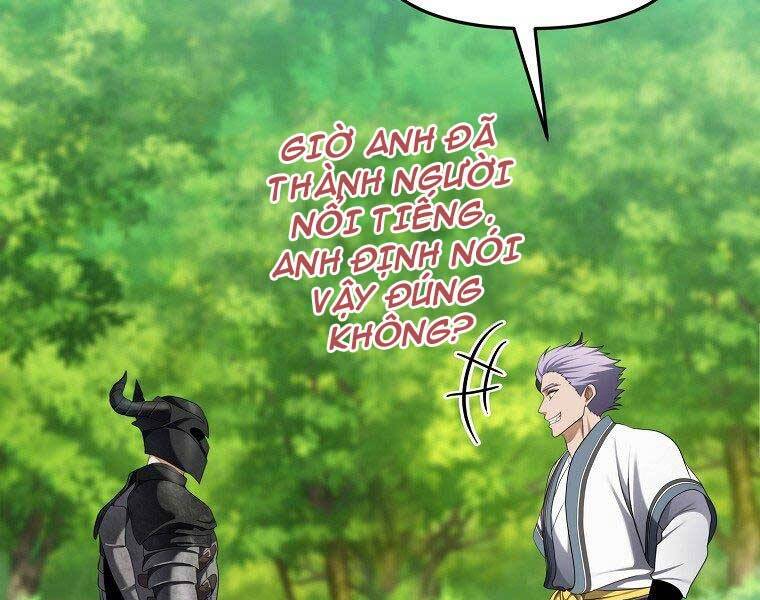 GIỜ ANH ĐÃ
THÀNH NGƯỜI
NỔI TIẾNG.
ANH ĐỊNH NÓI
VẬY ĐÚNG
KHÔNG?